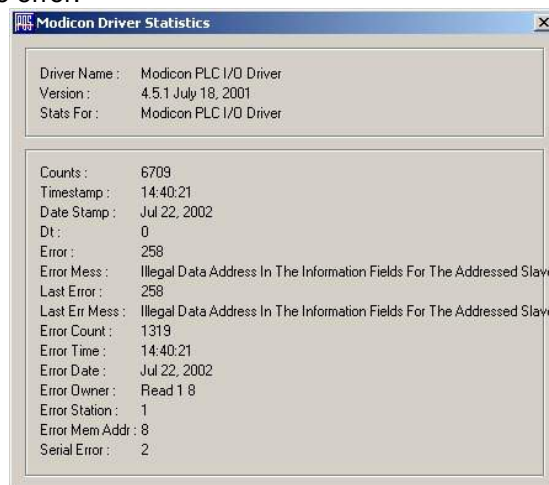 error.
Modicon Driver Statistics
Driver Name : Modicon PLC I/O Driver
Version : 4.5.1 July 18, 2001
Stats For : Modicon PLC I/O Driver
Counts : 6709
Timestamp : 14:40:21
Date Stamp : Jul 22, 2002
Dt : 0
Error : 258
Error Mess : Illegal Data Address In The Information Fields For The Addressed Slave
Last Error : 258
Last Err Mess : Illegal Data Address In The Information Fields For The Addressed Slave
Error Count : 1319
Error Time : 14:40:21
Error Date : Jul 22, 2002
Error Owner : Read 1 8
Error Station : 1
Error Mem Addr : 8
Serial Error : 2